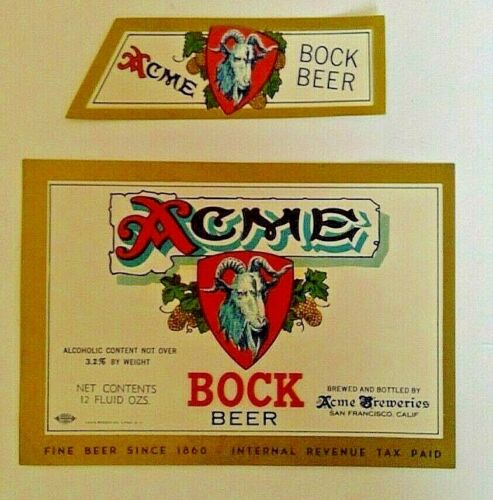 ACME
BOCK
BEER
ACME
ALCOHOLIC CONTENT NOT OVER
3.2% BY WEIGHT
NET CONTENTS
12 FLUID OZS.
BOCK
BEER
BREWED AND BOTTLED BY
Acme Breweries
SAN FRANCISCO, CALIF
FINE BEER SINCE 1860 · INTERNAL REVENUE TAX PAID